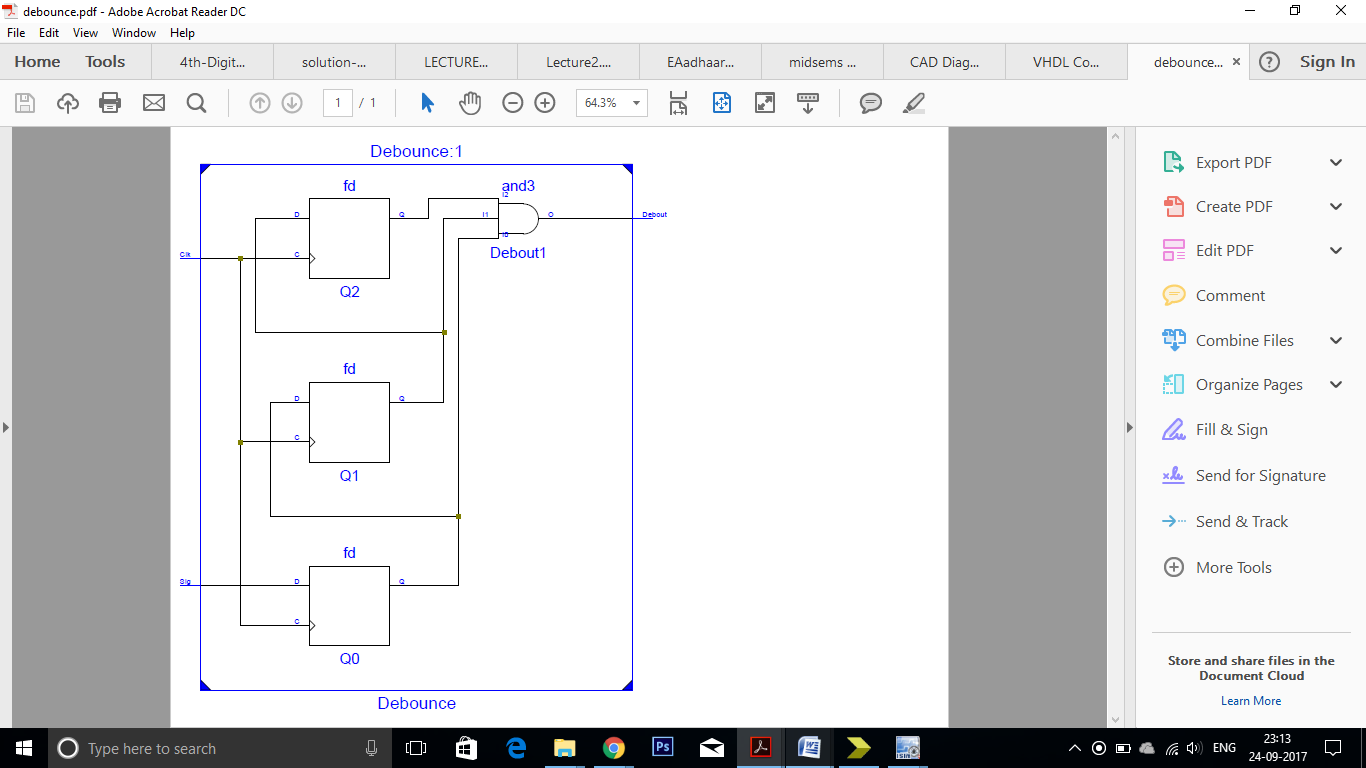 debounce.pdf - Adobe Acrobat Reader DC
File Edit View Window Help
Home Tools 4th-Digit... solution-... LECTURE... Lecture2.... EAadhaar... midsems ... CAD Diag... VHDL Co... debounce... × ? Sign In
1 / 1 64.3%
Debounce:1
fd and3
I2
D Q I1 O Debout
I0
Clk C Debout1
Q2
fd
D Q
C
Q1
fd
Sig D Q
C
Q0
Debounce
Export PDF
Create PDF
Edit PDF
Comment
Combine Files
Organize Pages
Fill & Sign
Send for Signature
Send & Track
More Tools
Store and share files in the
Document Cloud
Learn More
Type here to search
Ps
ISim
ENG 23:13
24-09-2017